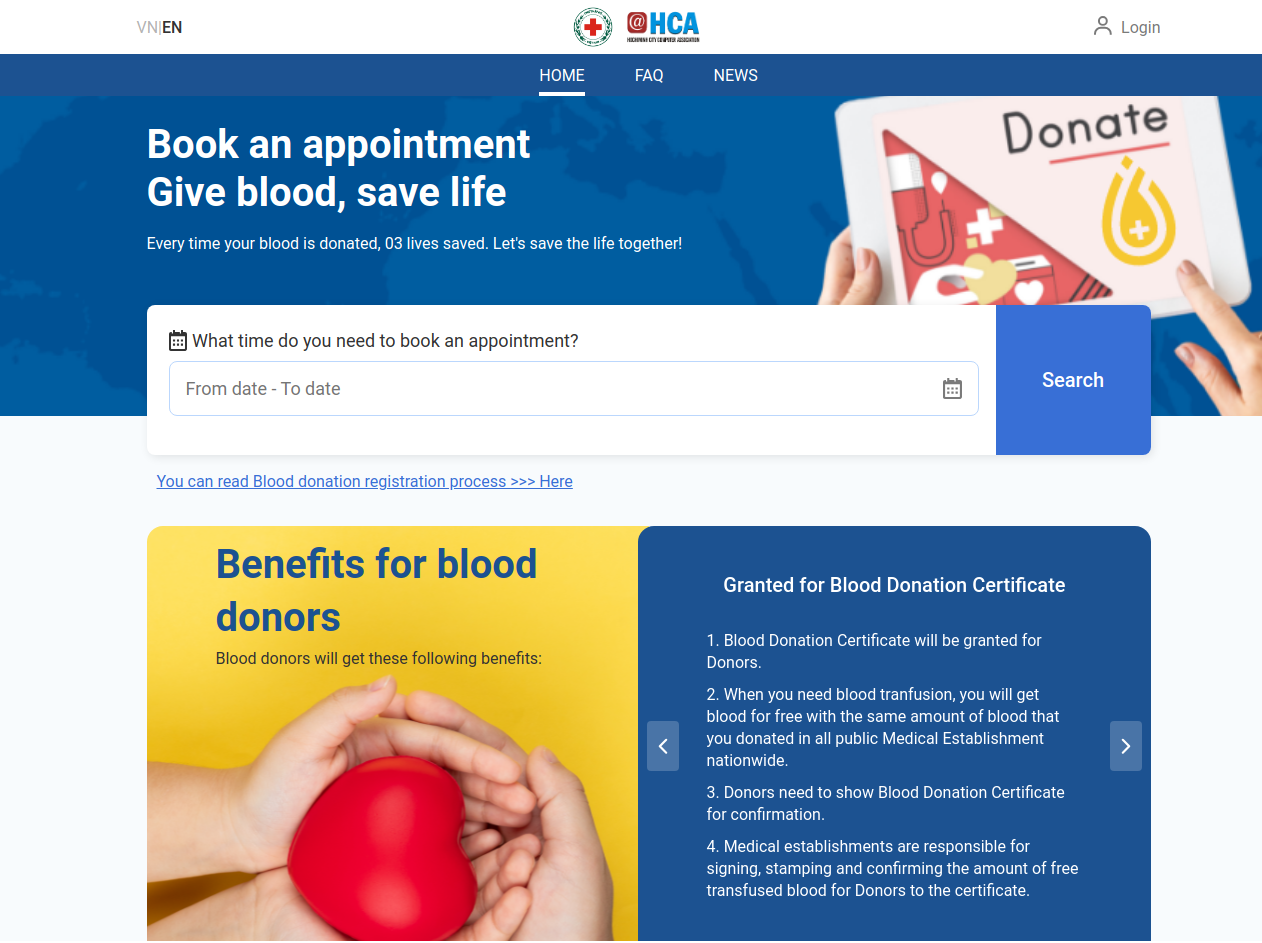 VN|EN
@HCA
HOCHIMINH CITY COMPUTER ASSOCIATION
Login
HOME
FAQ
NEWS
Donate
Book an appointment
Give blood, save life
Every time your blood is donated, 03 lives saved. Let's save the life together!
What time do you need to book an appointment?
From date - To date
Search
You can read Blood donation registration process >>> Here
Benefits for blood
donors
Blood donors will get these following benefits:
Granted for Blood Donation Certificate
1. Blood Donation Certificate will be granted for
Donors.
2. When you need blood tranfusion, you will get
blood for free with the same amount of blood that
you donated in all public Medical Establishment
nationwide.
3. Donors need to show Blood Donation Certificate
for confirmation.
4. Medical establishments are responsible for
signing, stamping and confirming the amount of free
transfused blood for Donors to the certificate.